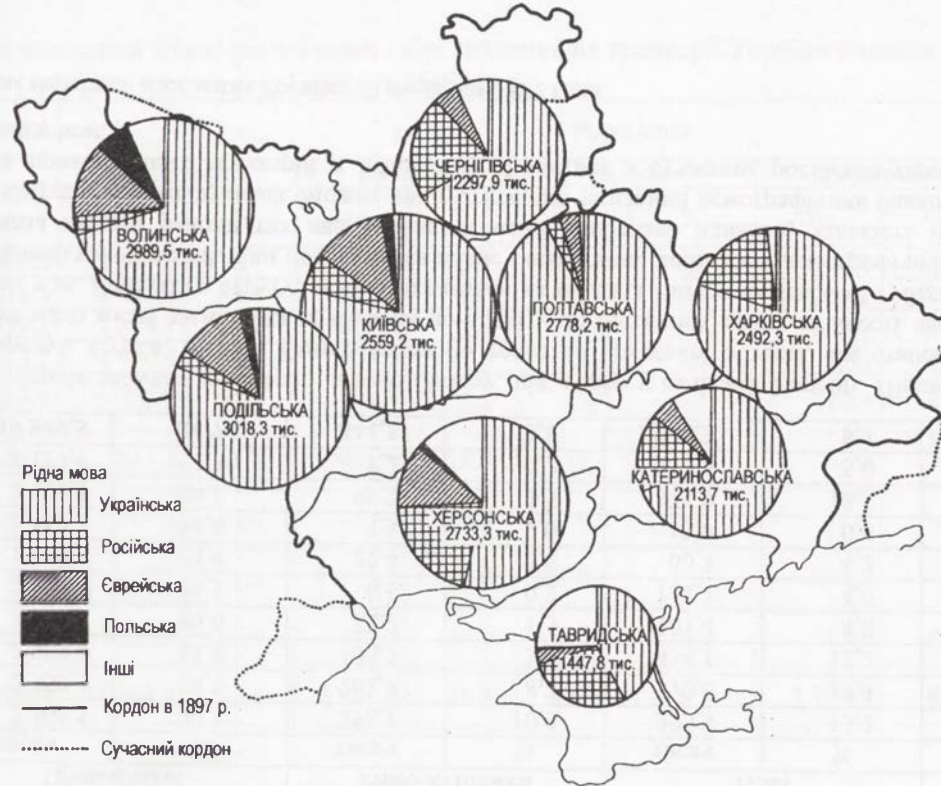 ЧЕРНІГІВСЬКА
2297,9 тис.
ВОЛИНСЬКА
2989,5 тис.
КИЇВСЬКА
2559,2 тис.
ПОЛТАВСЬКА
2778,2 тис.
ХАРКІВСЬКА
2492,3 тис.
ПОДІЛЬСЬКА
3018,3 тис.
КАТЕРИНОСЛАВСЬКА
2113,7 тис.
ХЕРСОНСЬКА
2733,3 тис.
ТАВРИДСЬКА
1447,8 тис.
Рідна мова
Українська
Російська
Єврейська
Польська
Інші
Кордон в 1897 р.
Сучасний кордон